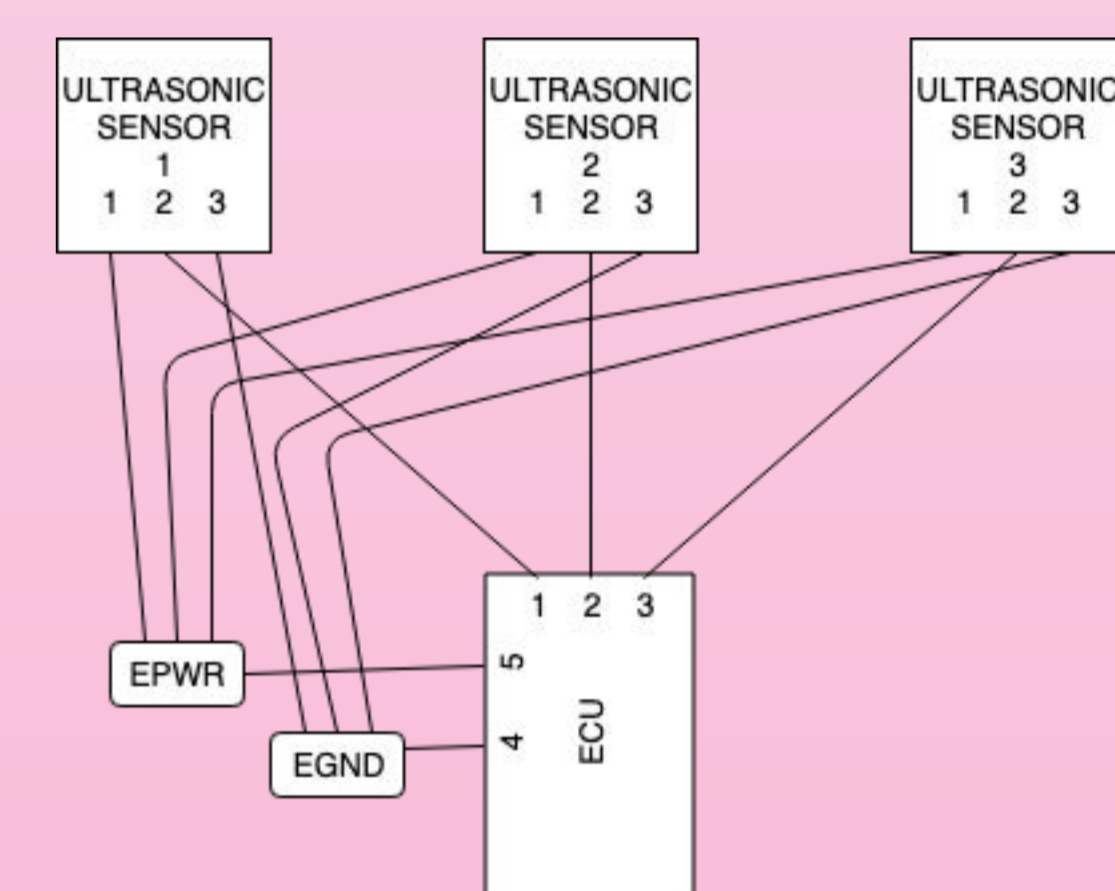 ULTRASONIC
SENSOR
1
1 2 3
ULTRASONIC
SENSOR
2
1 2 3
ULTRASONIC
SENSOR
3
1 2 3
1 2 3
5
EPWR
ECU
4
EGND